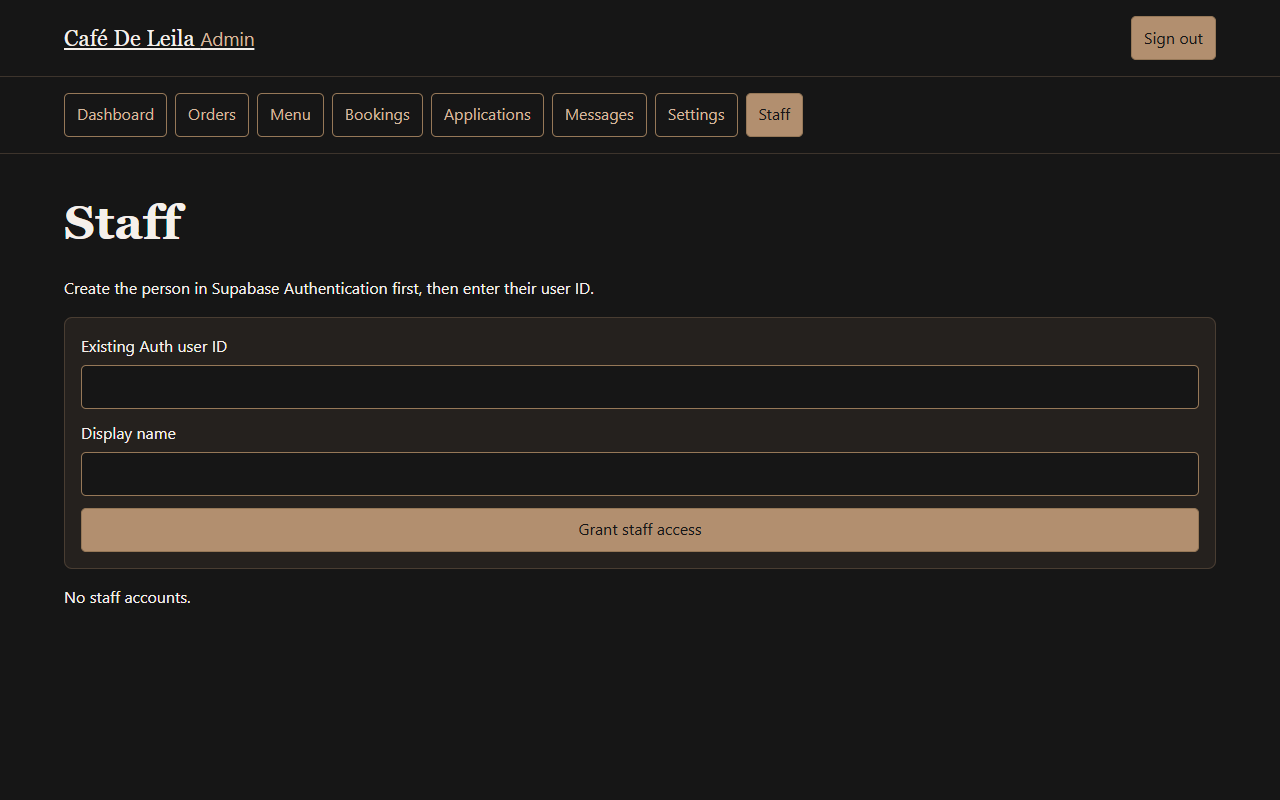 Café De Leila Admin
Sign out
Dashboard
Orders
Menu
Bookings
Applications
Messages
Settings
Staff
Staff
Create the person in Supabase Authentication first, then enter their user ID.
Existing Auth user ID
Display name
Grant staff access
No staff accounts.